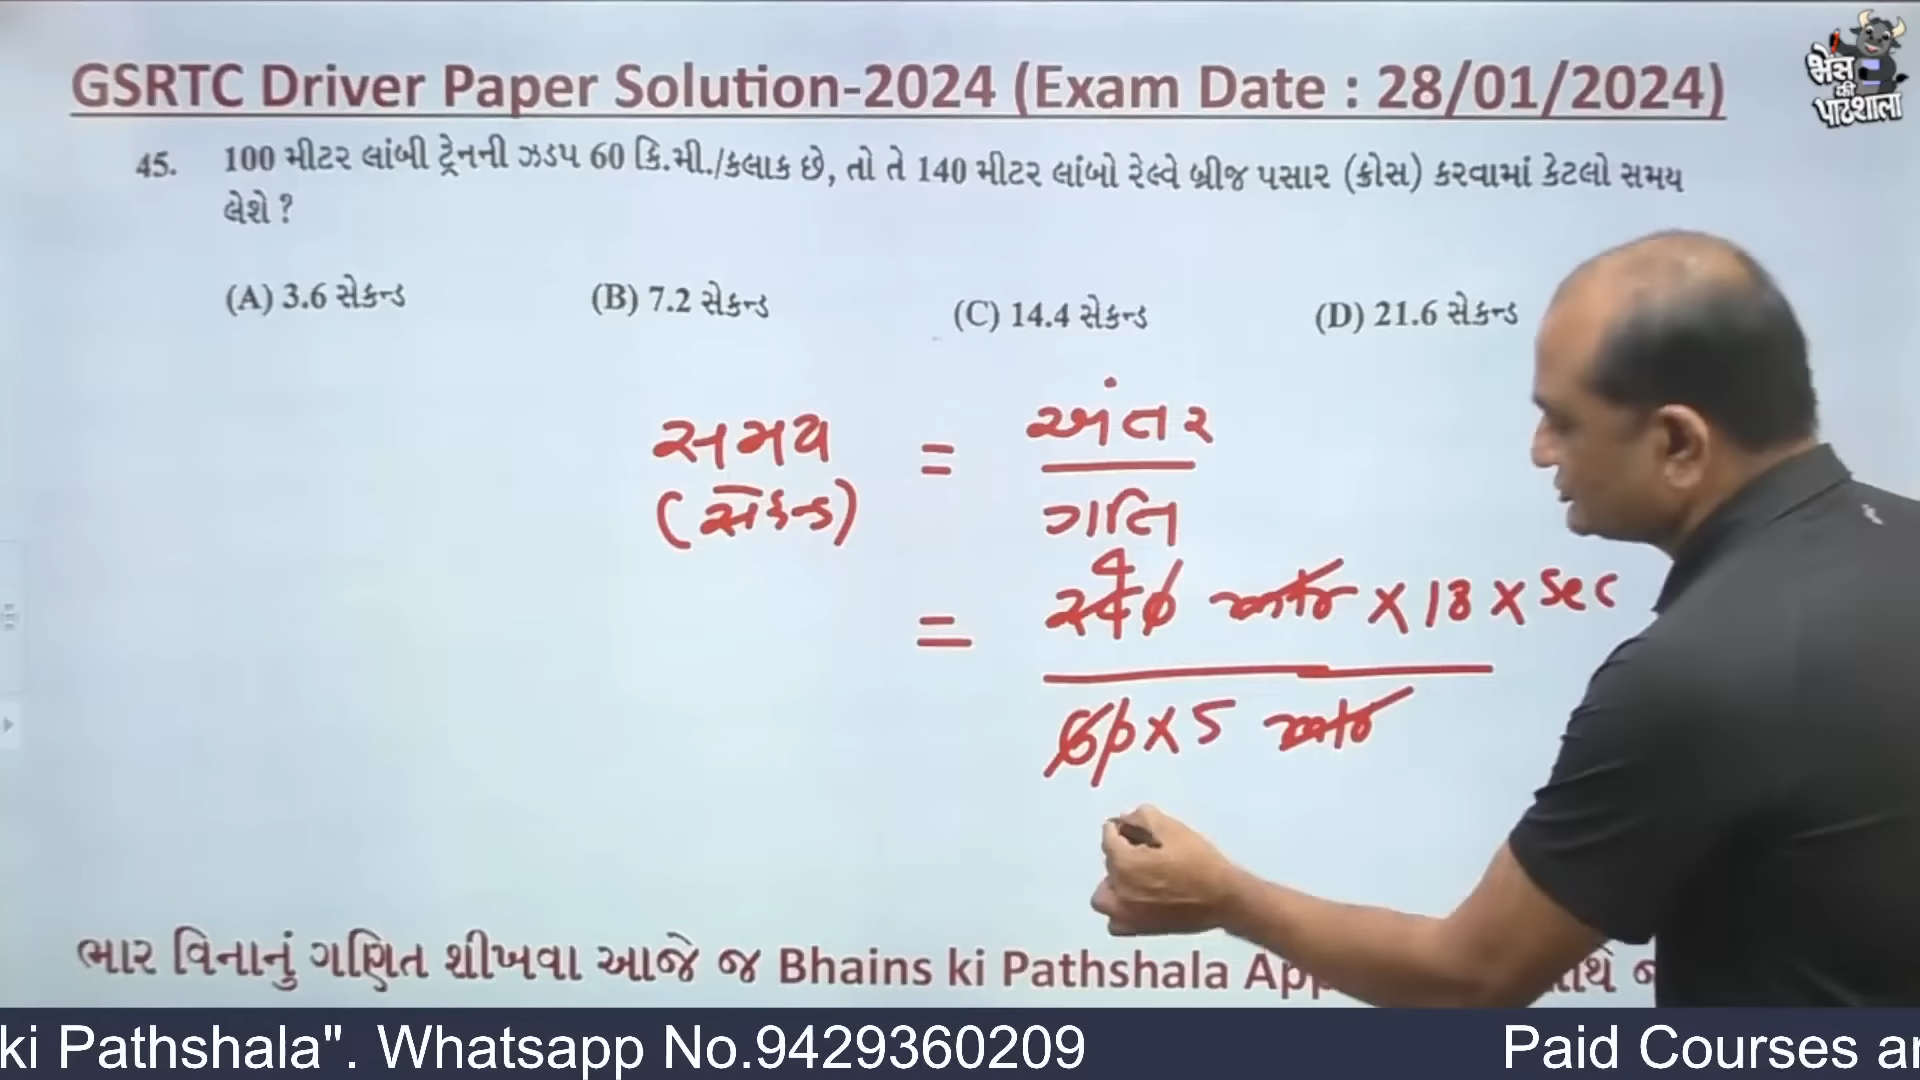 GSRTC Driver Paper Solution-2024 (Exam Date : 28/01/2024)
भैंस
की
पाठशाला
45. 100 મીટર લાંબી ટ્રેનની ઝડપ 60 કિ.મી./કલાક છે, તો તે 140 મીટર લાંબો રેલ્વે બ્રીજ પસાર (ક્રોસ) કરવામાં કેટલો સમય
લેશે ?
(A) 3.6 સેકન્ડ (B) 7.2 સેકન્ડ (C) 14.4 સેકન્ડ (D) 21.6 સેકન્ડ
સમય = અંતર
(સેકન્ડ) ગતિ
4
= 240 × 18 × sec
60 × 5
ભાર વિનાનું ગણિત શીખવા આજે જ Bhains ki Pathshala App
ki Pathshala". Whatsapp No.9429360209 Paid Courses